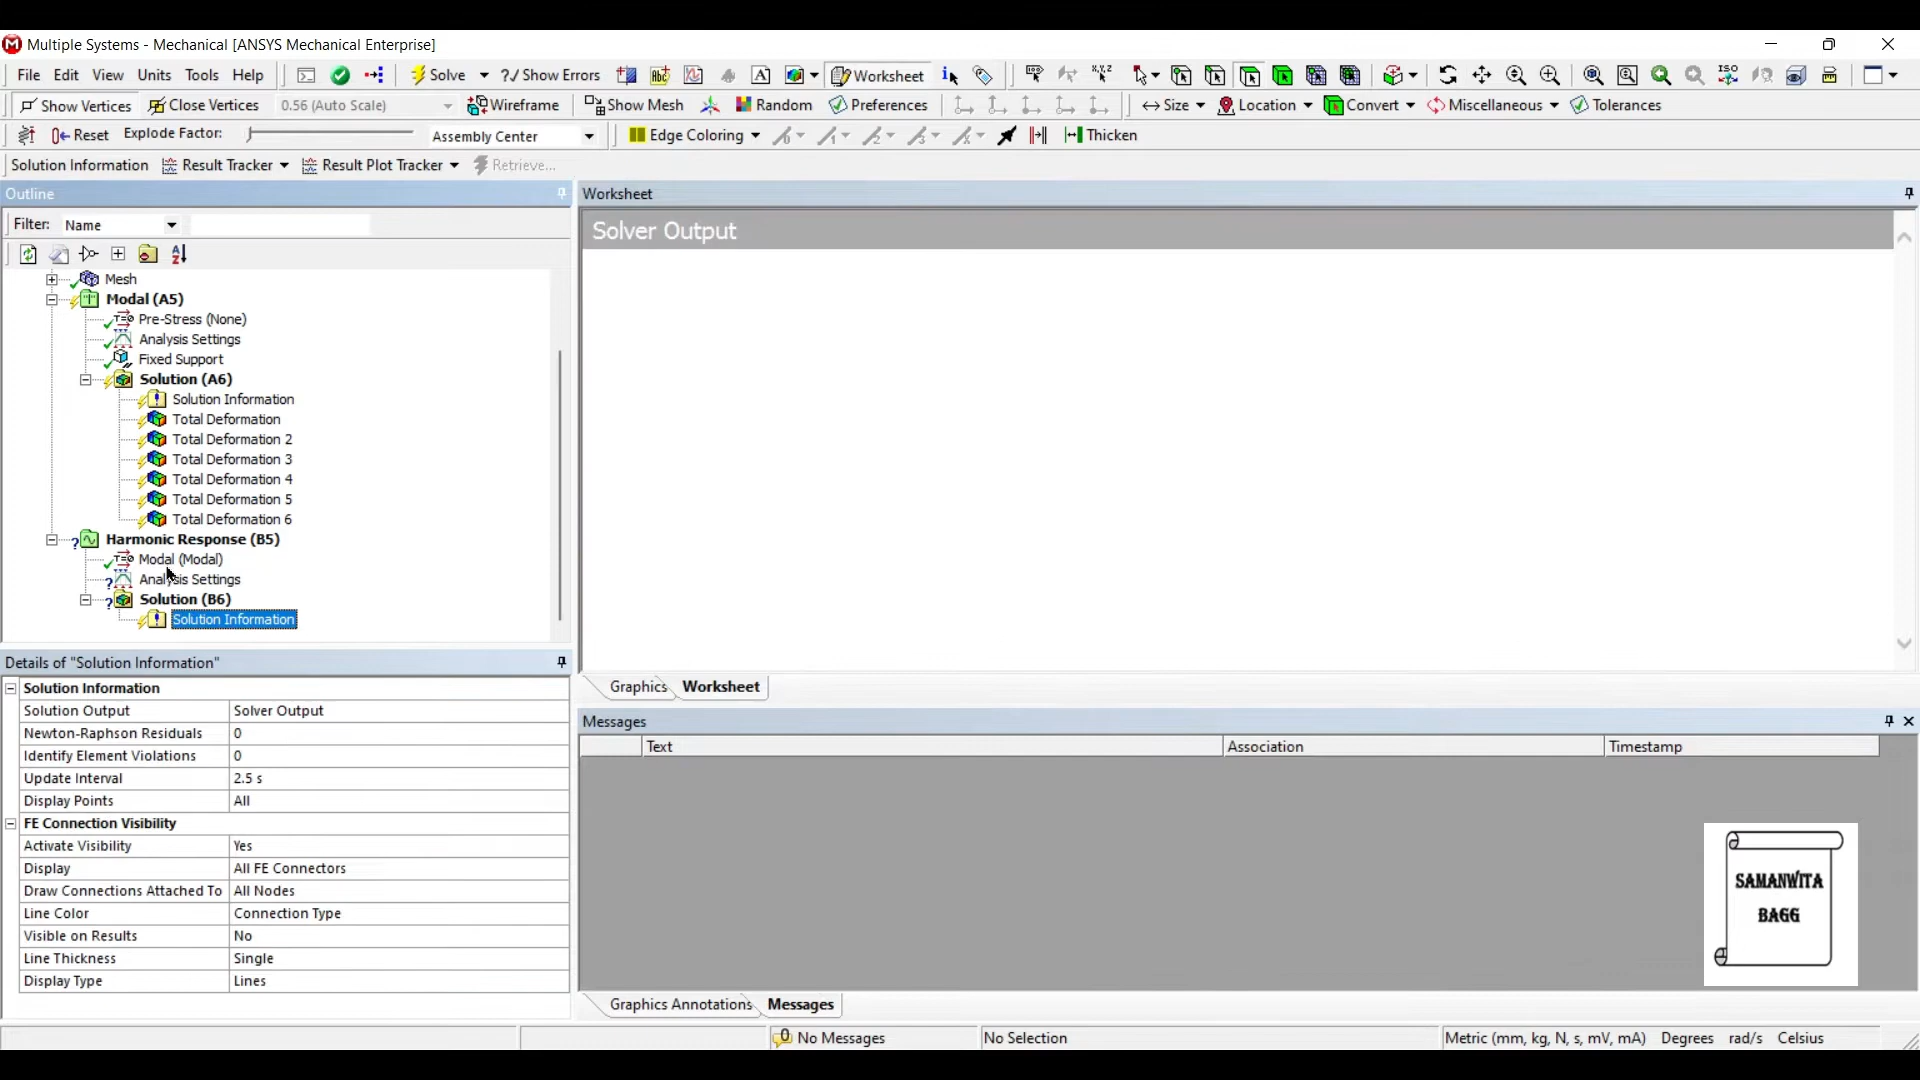 Multiple Systems - Mechanical [ANSYS Mechanical Enterprise]
File Edit View Units Tools Help Solve ?/ Show Errors Worksheet
Show Vertices Close Vertices 0.56 (Auto Scale) Wireframe Show Mesh Random Preferences Size Location Convert Miscellaneous Tolerances
Reset Explode Factor: Assembly Center Edge Coloring Thicken
Solution Information Result Tracker Result Plot Tracker Retrieve...
Outline
Filter: Name
Mesh
Modal (A5)
Pre-Stress (None)
Analysis Settings
Fixed Support
Solution (A6)
Solution Information
Total Deformation
Total Deformation 2
Total Deformation 3
Total Deformation 4
Total Deformation 5
Total Deformation 6
Harmonic Response (B5)
Modal (Modal)
Analysis Settings
Solution (B6)
Solution Information
Details of "Solution Information"
Solution Information
Solution Output Solver Output
Newton-Raphson Residuals 0
Identify Element Violations 0
Update Interval 2.5 s
Display Points All
FE Connection Visibility
Activate Visibility Yes
Display All FE Connectors
Draw Connections Attached To All Nodes
Line Color Connection Type
Visible on Results No
Line Thickness Single
Display Type Lines
Worksheet
Solver Output
Graphics Worksheet
Messages
Text Association Timestamp
SAMANWITA
BAGG
Graphics Annotations Messages
No Messages No Selection Metric (mm, kg, N, s, mV, mA) Degrees rad/s Celsius